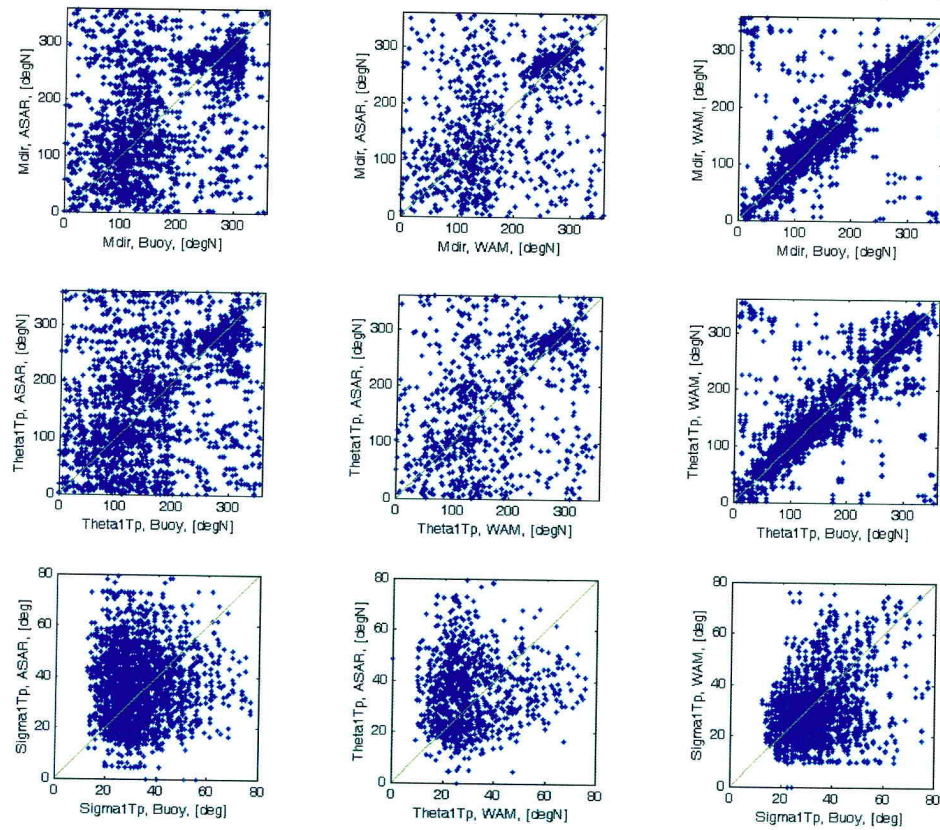 300
200
100
0
0 100 200 300
Mdir, ASAR, [degN]
Mdir, Buoy, [degN]
300
200
100
0
0 100 200 300
Mdir, ASAR, [degN]
Mdir, WAM, [degN]
300
200
100
0
0 100 200 300
Mdir, WAM, [degN]
Mdir, Buoy, [degN]
300
200
100
0
0 100 200 300
Theta1Tp, ASAR, [degN]
Theta1Tp, Buoy, [degN]
300
200
100
0
0 100 200 300
Theta1Tp, ASAR, [degN]
Theta1Tp, WAM, [degN]
300
200
100
0
0 100 200 300
Theta1Tp, WAM, [degN]
Theta1Tp, Buoy, [degN]
80
60
40
20
0
0 20 40 60 80
Sigma1Tp, ASAR, [deg]
Sigma1Tp, Buoy, [deg]
80
60
40
20
0
0 20 40 60 80
Theta1Tp, ASAR, [degN]
Theta1Tp, WAM, [degN]
80
60
40
20
0
0 20 40 60 80
Sigma1Tp, WAM, [deg]
Sigma1Tp, Buoy, [deg]